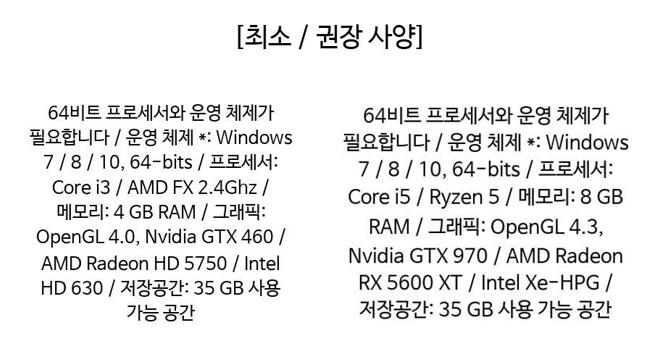 [최소 / 권장 사양]
64비트 프로세서와 운영 체제가
필요합니다 / 운영 체제 *: Windows
7 / 8 / 10, 64-bits / 프로세서:
Core i3 / AMD FX 2.4Ghz /
메모리: 4 GB RAM / 그래픽:
OpenGL 4.0, Nvidia GTX 460 /
AMD Radeon HD 5750 / Intel
HD 630 / 저장공간: 35 GB 사용
가능 공간
64비트 프로세서와 운영 체제가
필요합니다 / 운영 체제 *: Windows
7 / 8 / 10, 64-bits / 프로세서:
Core i5 / Ryzen 5 / 메모리: 8 GB
RAM / 그래픽: OpenGL 4.3,
Nvidia GTX 970 / AMD Radeon
RX 5600 XT / Intel Xe-HPG /
저장공간: 35 GB 사용 가능 공간